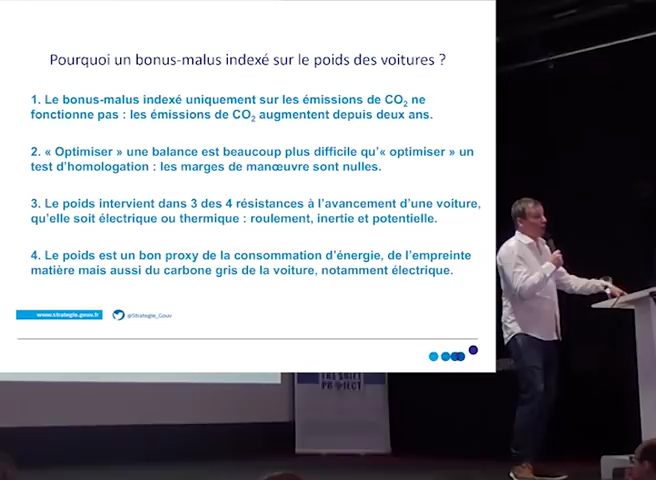 Pourquoi un bonus-malus indexé sur le poids des voitures ?
1. Le bonus-malus indexé uniquement sur les émissions de CO₂ ne
fonctionne pas : les émissions de CO₂ augmentent depuis deux ans.
2. « Optimiser » une balance est beaucoup plus difficile qu'« optimiser » un
test d'homologation : les marges de manœuvre sont nulles.
3. Le poids intervient dans 3 des 4 résistances à l'avancement d'une voiture,
qu'elle soit électrique ou thermique : roulement, inertie et potentielle.
4. Le poids est un bon proxy de la consommation d'énergie, de l'empreinte
matière mais aussi du carbone gris de la voiture, notamment électrique.
www.strategie.gouv.fr
@Strategie_Gouv
THE SHIFT
PROJECT